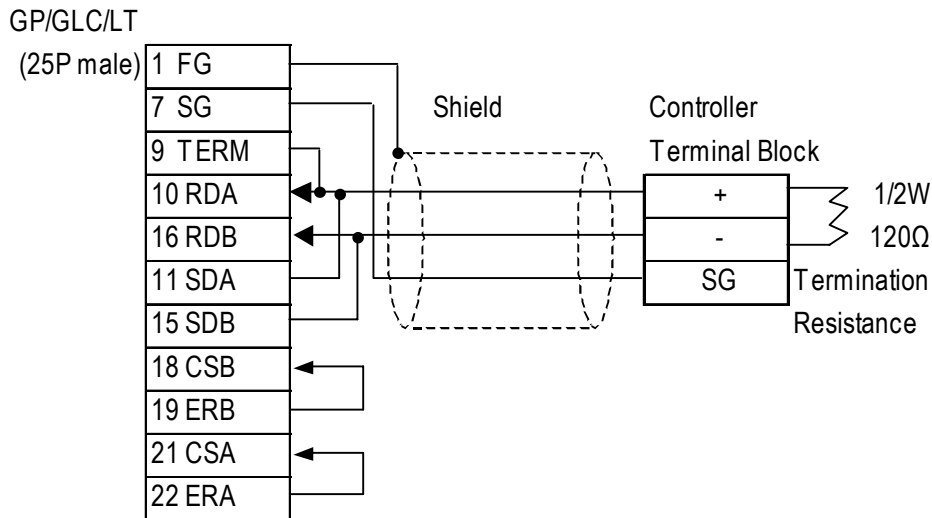 GP/GLC/LT
(25P male)
1 FG
7 SG
9 TERM
10 RDA
16 RDB
11 SDA
15 SDB
18 CSB
19 ERB
21 CSA
22 ERA
Shield
Controller
Terminal Block
+
-
SG
1/2W
120Ω
Termination
Resistance